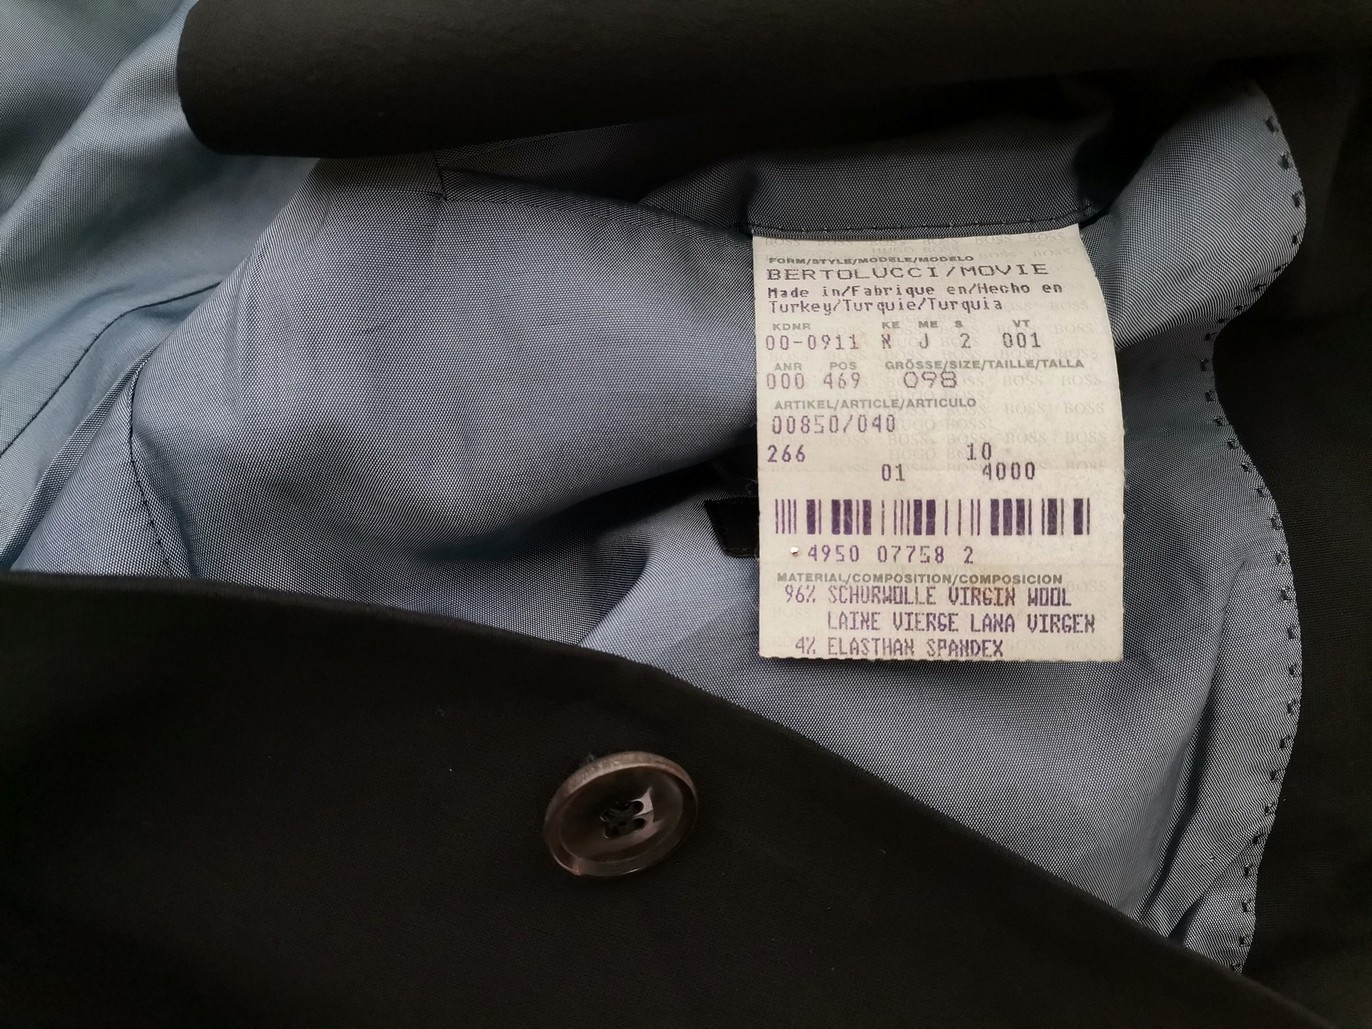 FORM/STYLE/MODELE/MODELO
BERTOLUCCI/MOVIE
Made in/Fabrique en/Hecho en
Turkey/Turquie/Turquia
KDNR KE ME S VT
00-0911 N J 2 001
ANR POS GRÖSSE/SIZE/TAILLE/TALLA
000 469 098
ARTIKEL/ARTICLE/ARTICULO
00850/040
266 10
01 4000
4950 07758 2
MATERIAL/COMPOSITION/COMPOSICION
96% SCHURWOLLE VIRGIN WOOL
LAINE VIERGE LANA VIRGEN
4% ELASTHAN SPANDEX